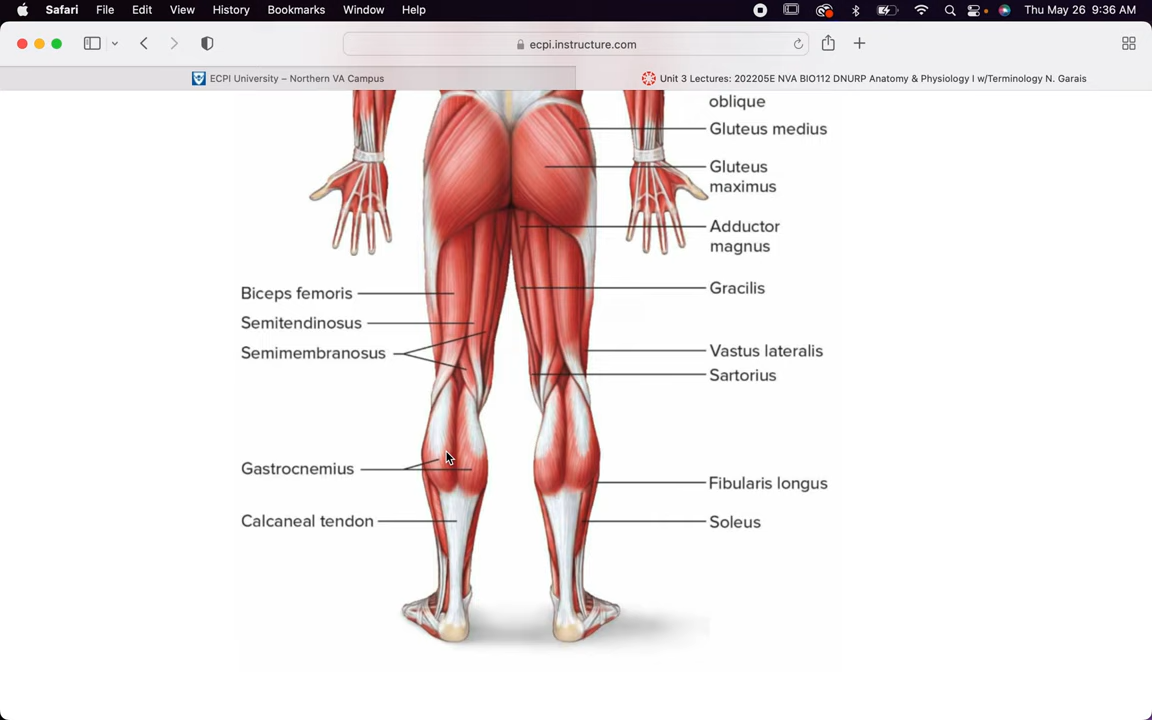 Safari File Edit View History Bookmarks Window Help Thu May 26 9:36 AM
ecpi.instructure.com
ECPI University – Northern VA Campus
Unit 3 Lectures: 202205E NVA BIO112 DNURP Anatomy & Physiology I w/Terminology N. Garais
oblique
Gluteus medius
Gluteus
maximus
Adductor
magnus
Biceps femoris
Gracilis
Semitendinosus
Semimembranosus
Vastus lateralis
Sartorius
Gastrocnemius
Fibularis longus
Calcaneal tendon
Soleus